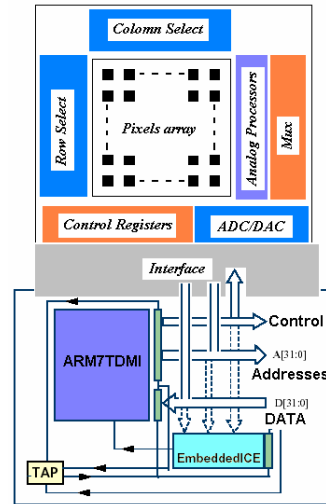 Colomn Select
Row Select
Pixels array
Analog Processors
Mux
Control Registers
ADC/DAC
Interface
ARM7TDMI
Control
A[31:0]
Addresses
D[31:0]
DATA
EmbeddedICE
TAP